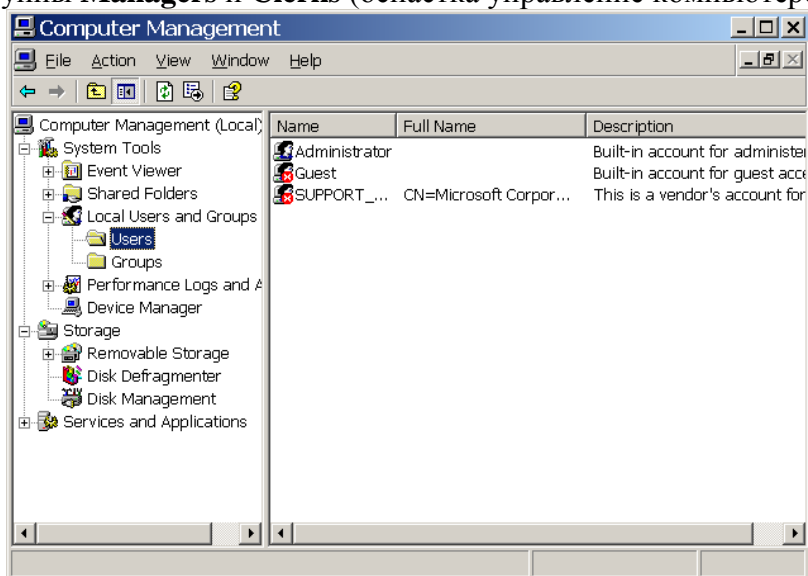 Managers и Clerks (оснастка управление компьютеро
Computer Management
File Action View Window Help
Computer Management (Local)
System Tools
Event Viewer
Shared Folders
Local Users and Groups
Users
Groups
Performance Logs and A
Device Manager
Storage
Removable Storage
Disk Defragmenter
Disk Management
Services and Applications
Name Full Name Description
Administrator Built-in account for administer
Guest Built-in account for guest acce
SUPPORT_... CN=Microsoft Corpor... This is a vendor's account for